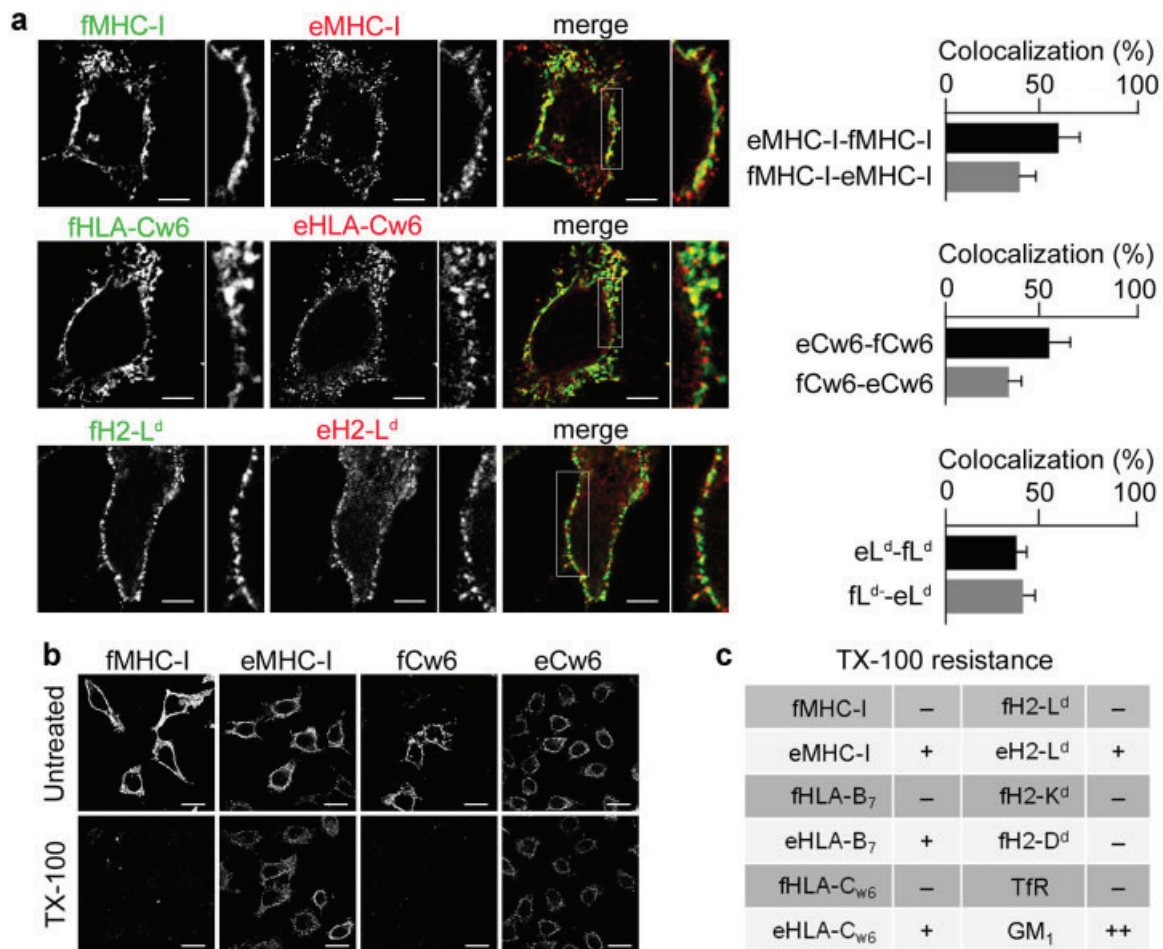 a
fMHC-I eMHC-I merge
Colocalization (%)
0 50 100
eMHC-I-fMHC-I
fMHC-I-eMHC-I
fHLA-Cw6 eHLA-Cw6 merge
Colocalization (%)
0 50 100
eCw6-fCw6
fCw6-eCw6
fH2-Lᵈ eH2-Lᵈ merge
Colocalization (%)
0 50 100
eLᵈ-fLᵈ
fLᵈ⁻-eLᵈ
b
fMHC-I eMHC-I fCw6 eCw6
Untreated
TX-100
c
TX-100 resistance
fMHC-I – fH2-Lᵈ –
eMHC-I + eH2-Lᵈ +
fHLA-B₇ – fH2-Kᵈ –
eHLA-B₇ + fH2-Dᵈ –
fHLA-Cw₆ – TfR –
eHLA-Cw₆ + GM₁ ++